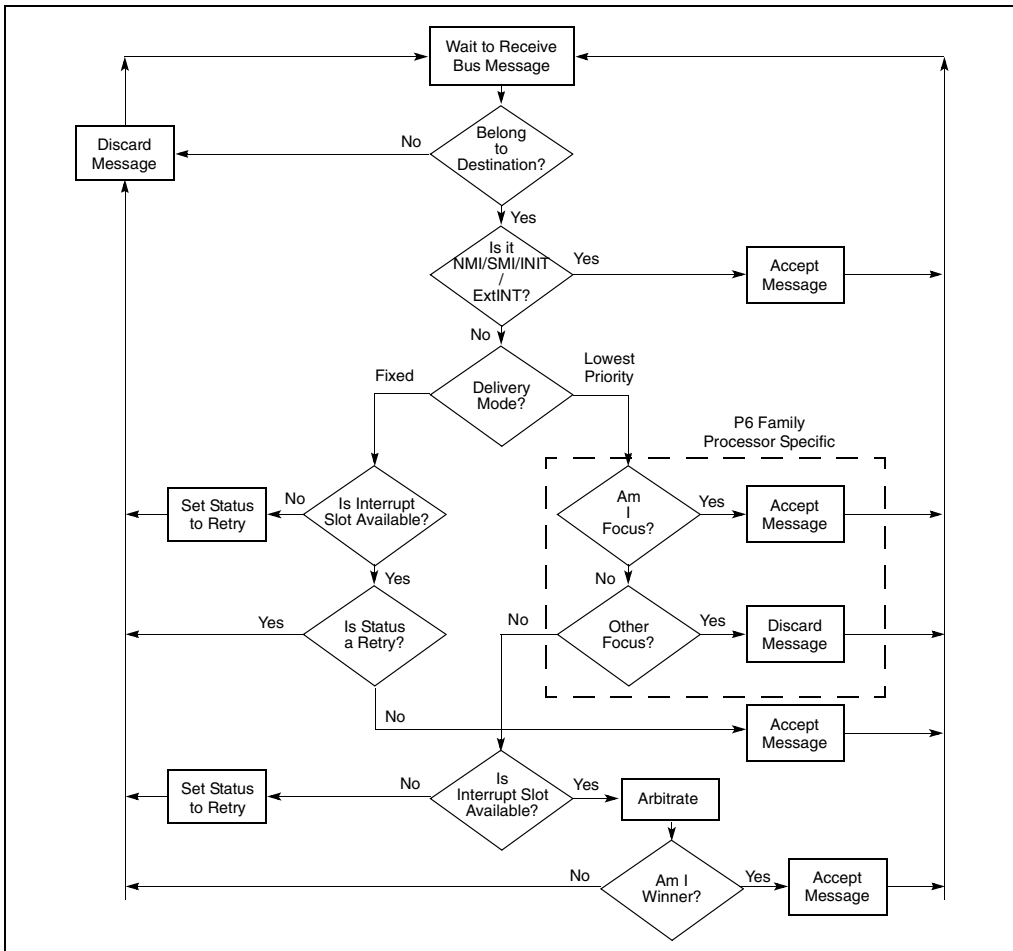 Wait to Receive
Bus Message
Belong
to
Destination?
No
Discard
Message
Yes
Is it
NMI/SMI/INIT
/
ExtINT?
Yes
Accept
Message
No
Delivery
Mode?
Fixed
Lowest
Priority
P6 Family
Processor Specific
Is Interrupt
Slot Available?
No
Set Status
to Retry
Am
I
Focus?
Yes
Accept
Message
Yes
No
Is Status
a Retry?
Yes
Other
Focus?
No
Yes
Discard
Message
No
Accept
Message
Is
Interrupt Slot
Available?
No
Set Status
to Retry
Yes
Arbitrate
Am I
Winner?
No
Yes
Accept
Message